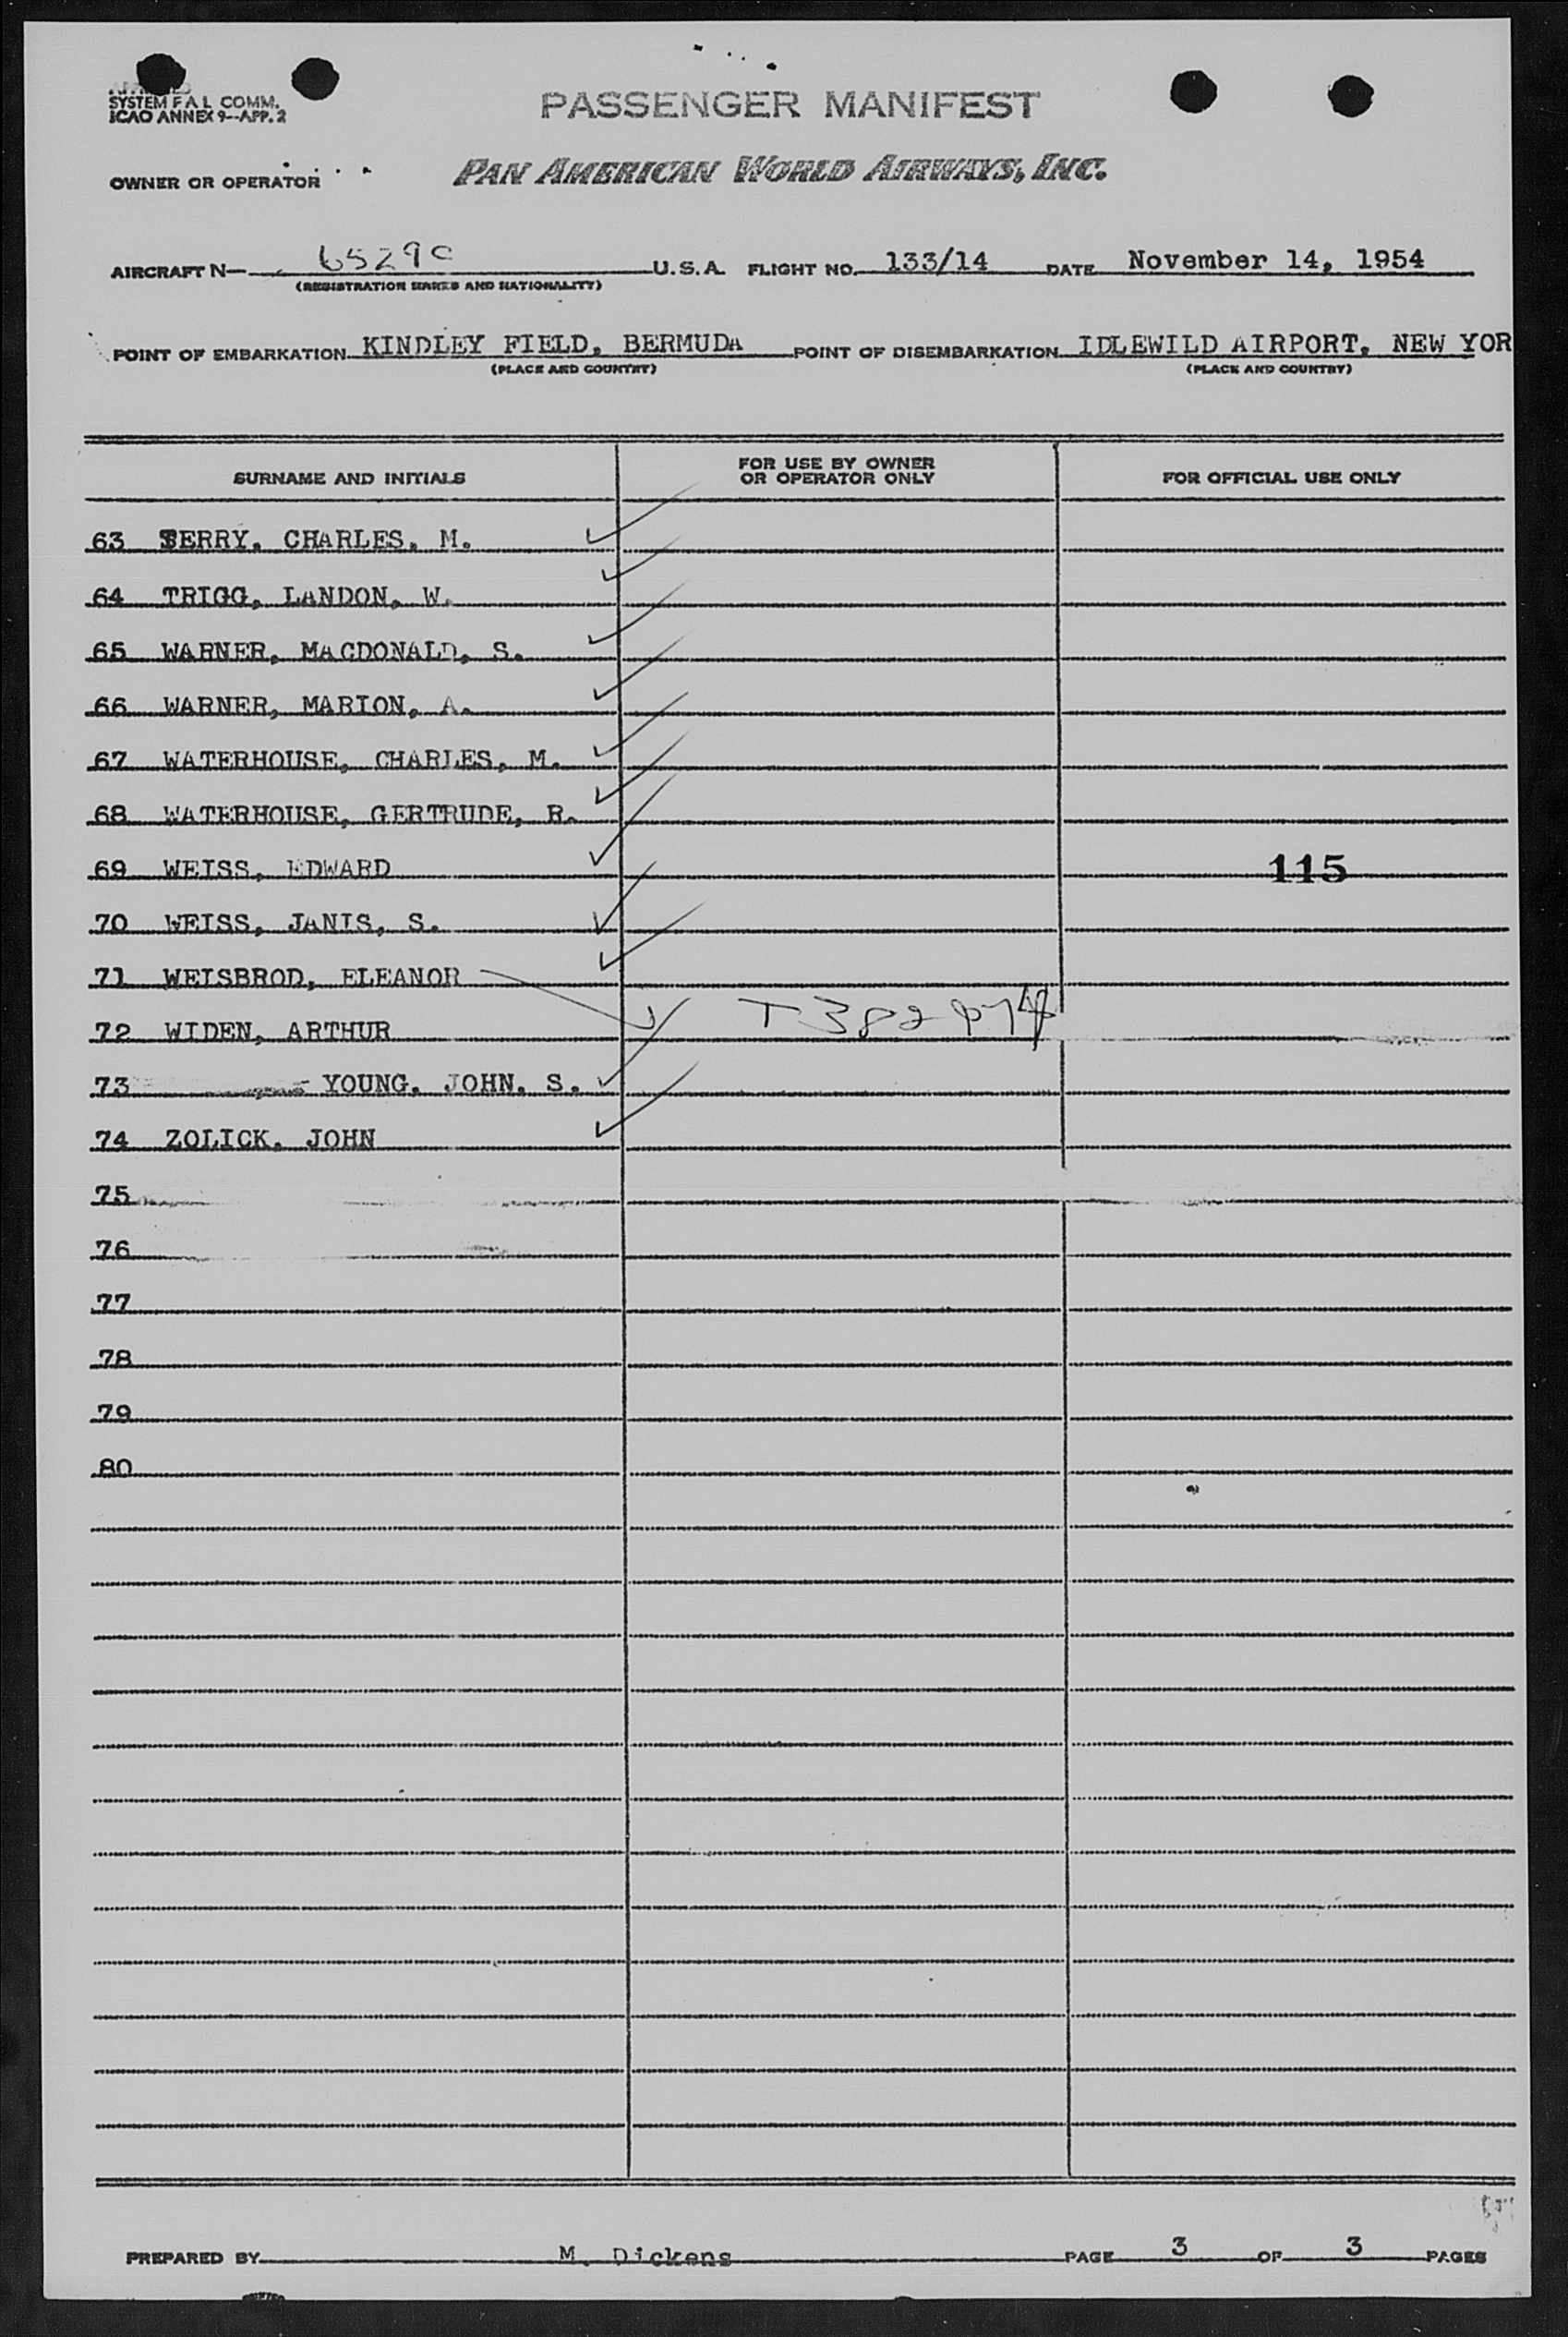 SYSTEM F A L COMM.
ICAO ANNEX 9--APP. 2
PASSENGER MANIFEST
OWNER OR OPERATOR PAN AMERICAN WORLD AIRWAYS, INC.
AIRCRAFT N- 6529C U.S.A. FLIGHT NO. 133/14 DATE November 14, 1954
(REGISTRATION MARKS AND NATIONALITY)
POINT OF EMBARKATION KINDLEY FIELD, BERMUDA POINT OF DISEMBARKATION IDLEWILD AIRPORT, NEW YOR
(PLACE AND COUNTRY) (PLACE AND COUNTRY)
SURNAME AND INITIALS FOR USE BY OWNER OR OPERATOR ONLY FOR OFFICIAL USE ONLY
63 TERRY, CHARLES, M.
64 TRIGG, LANDON, W.
65 WARNER, MACDONALD, S.
66 WARNER, MARION, A.
67 WATERHOUSE, CHARLES, M.
68 WATERHOUSE, GERTRUDE, R.
69 WEISS, EDWARD 115
70 WEISS, JANIS, S.
71 WEISBROD, ELEANOR
72 WIDEN, ARTHUR
73 YOUNG, JOHN, S.
74 ZOLICK, JOHN
75
76
77
78
79
80
PREPARED BY M. Dickens PAGE 3 OF 3 PAGES